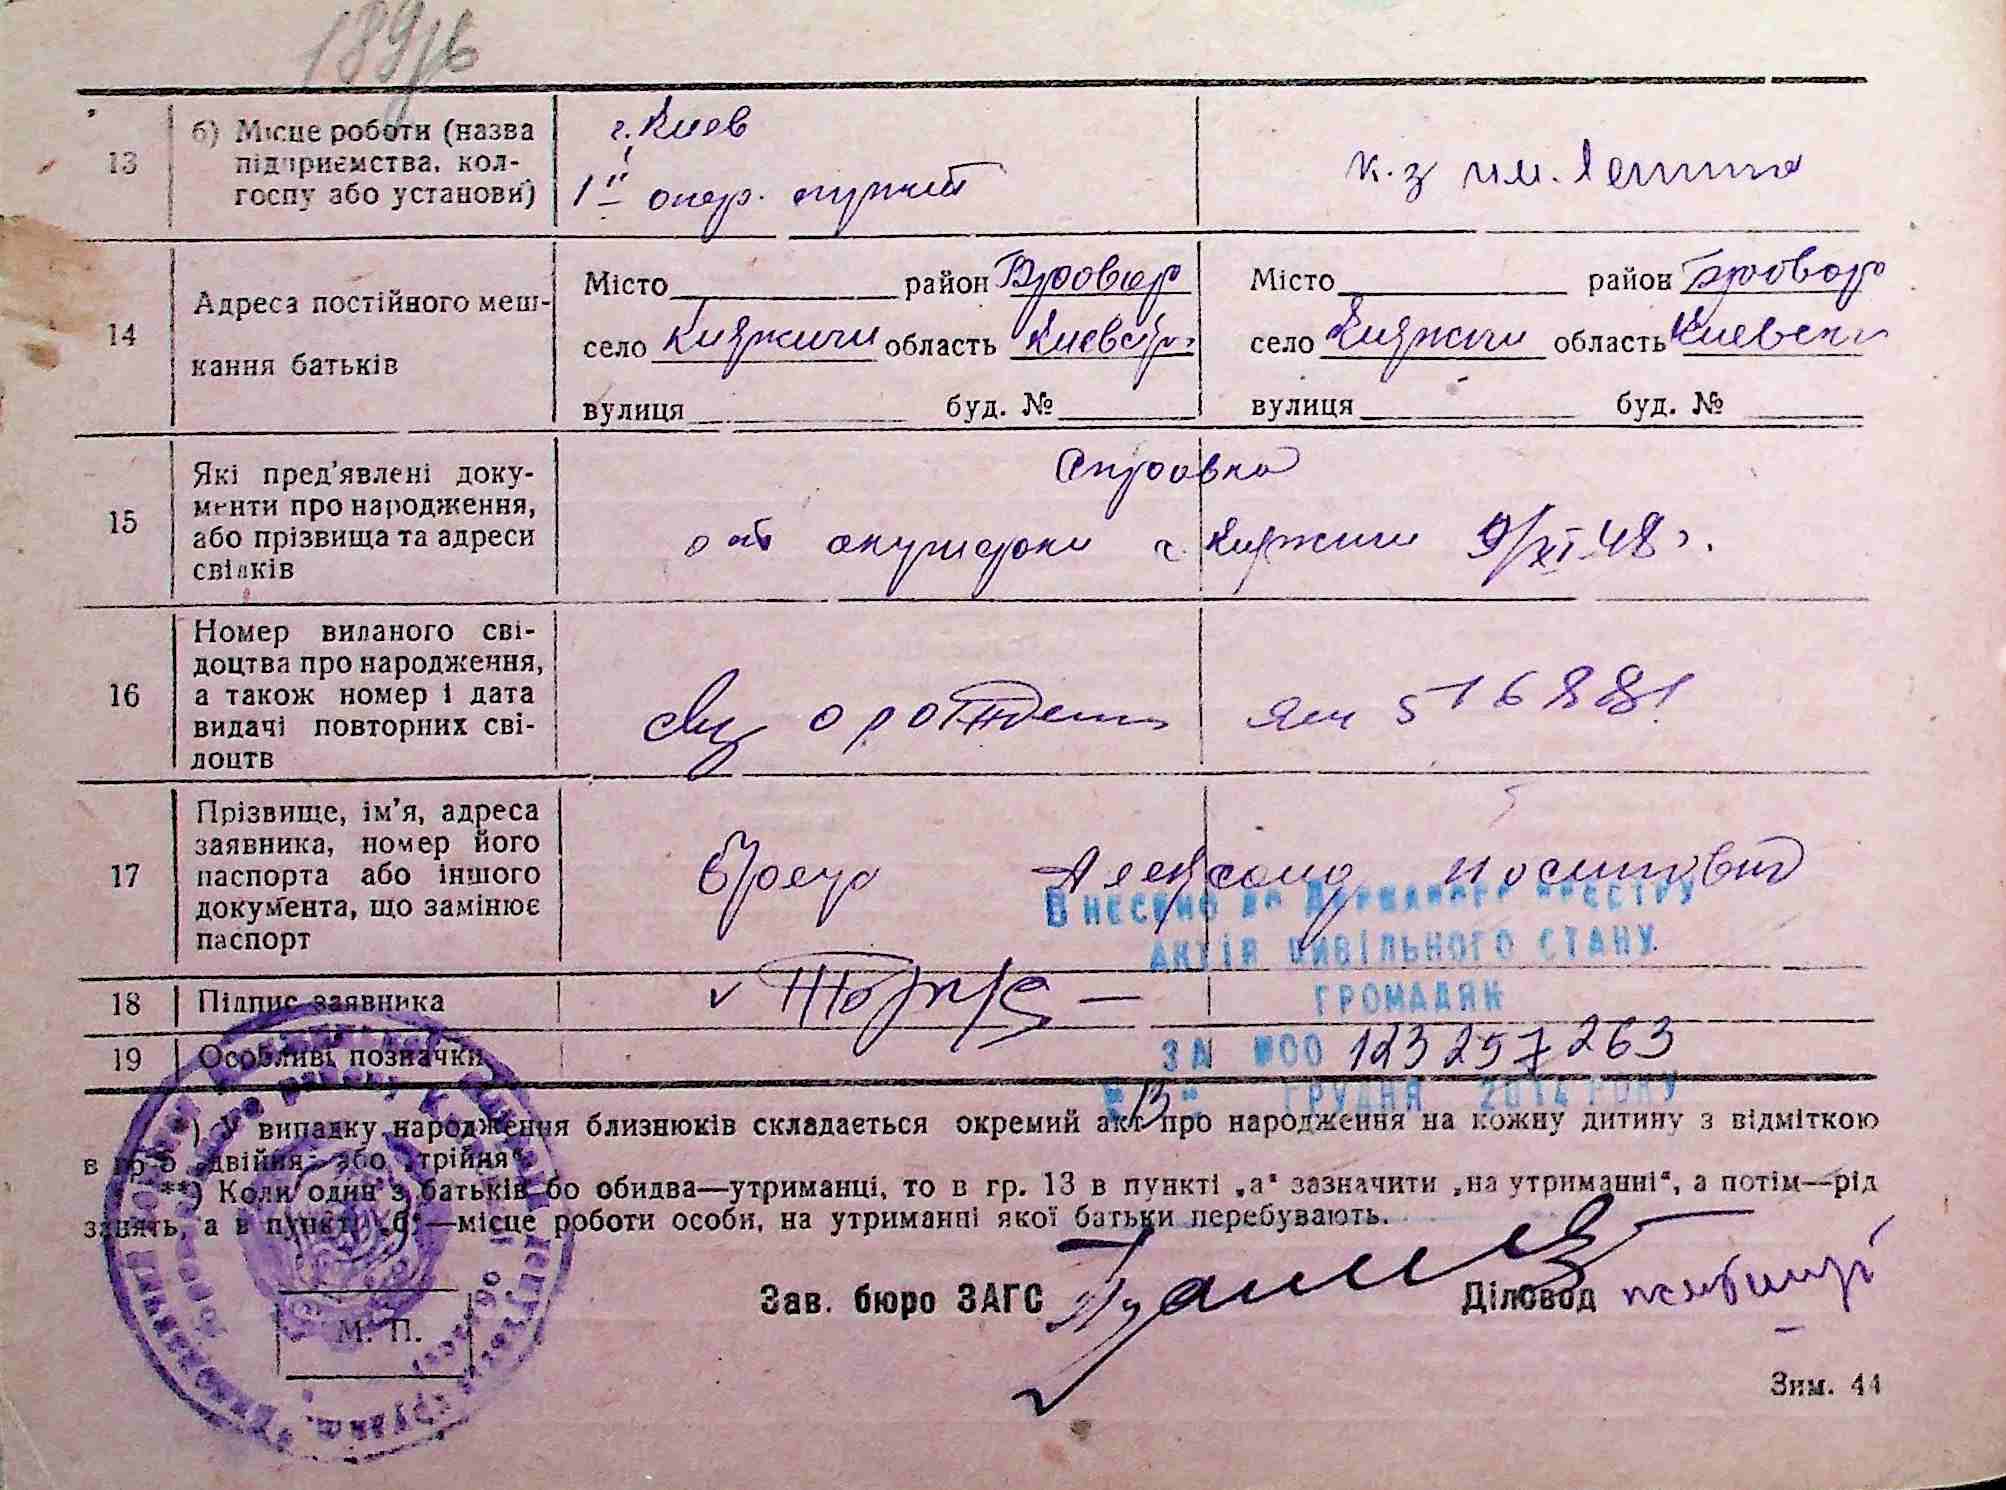 189/в
13
б) Місце роботи (назва
підприємства, кол-
госпу або установи)
г. Киев
1й опер. пункт
к.з им. Ленина
14
Адреса постійного меш-
кання батьків
Місто район Бровар
село Княжичи область Киевск
вулиця буд. №
Місто район Бровар
село Княжичи область Киевск
вулиця буд. №
15
Які пред’явлені доку-
менти про народження,
або прізвища та адреси
свідків
Справка
от акушерки с. Княжичи 9/XI 48 г.
16
Номер виданого сві-
доцтва про народження,
а також номер і дата
видачі повторних сві-
доцтв
о рождени ЯШ 516881
17
Прізвище, ім’я, адреса
заявника, номер його
паспорта або іншого
документа, що замінює
паспорт
Осипович
Внесено до Державного реєстру
актів цивільного стану
громадян
18 Підпис заявника
19 Особливі позначки
за №00 123257263
"13" грудня 2014 року
*) У випадку народження близнюків складається окремий акт про народження на кожну дитину з відміткою
в гр. 5 „двійня“ або „трійня“.
**) Коли один з батьків бо обидва—утриманці, то в гр. 13 в пункті „а“ зазначити „на утриманні“, а потім—рід
занять, а в пункті „б“—місце роботи особи, на утриманні якої батьки перебувають.
Зав. бюро ЗАГС
Діловод
М. П.
Зим. 44